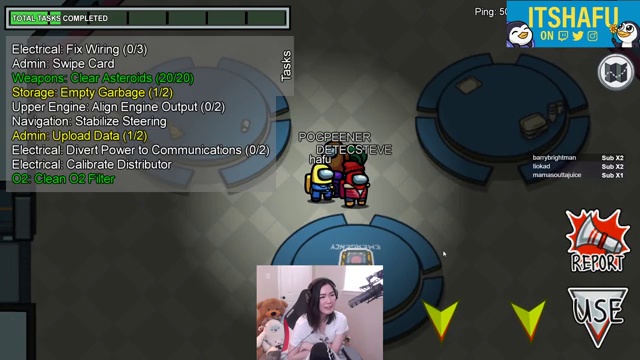 TOTAL TASKS COMPLETED
Ping: 50
ITSHAFU
ON
Electrical: Fix Wiring (0/3)
Admin: Swipe Card
Weapons: Clear Asteroids (20/20)
Storage: Empty Garbage (1/2)
Upper Engine: Align Engine Output (0/2)
Navigation: Stabilize Steering
Admin: Upload Data (1/2)
Electrical: Divert Power to Communications (0/2)
Electrical: Calibrate Distributor
O2: Clean O2 Filter
Tasks
POGPEENER
DETECSTEVE
hafu
barrybrightman Sub X2
tiokad Sub X2
mamasouttajuice Sub X1
EMERGENCY
REPORT
USE